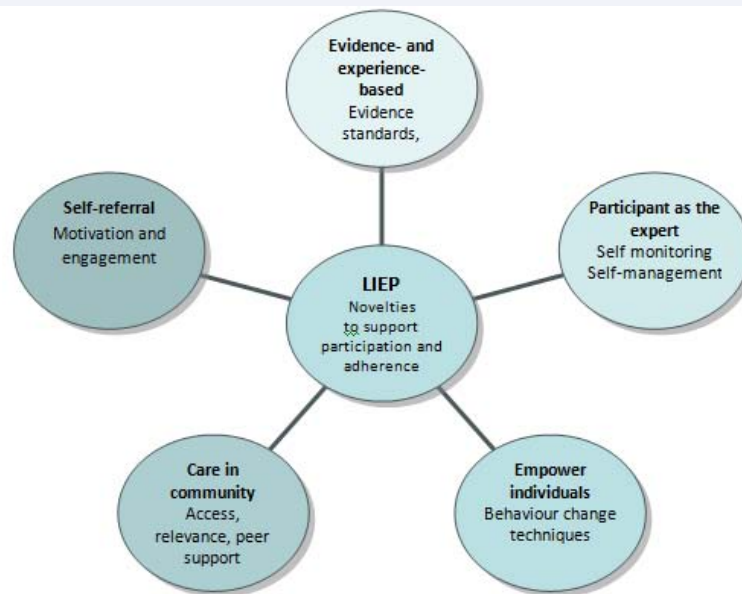 Evidence- and
experience-
based
Evidence
standards,
Self-referral
Motivation and
engagement
Participant as the
expert
Self monitoring
Self-management
LIEP
Novelties
to support
participation and
adherence
Care in
community
Access,
relevance, peer
support
Empower
individuals
Behaviour change
techniques